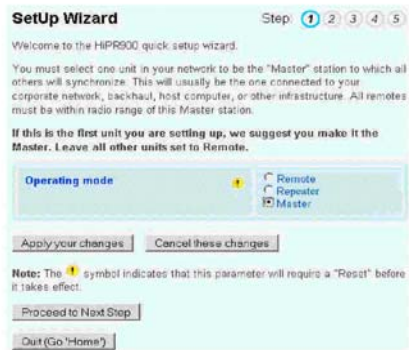 SetUp Wizard
Step: 1 2 3 4 5
Welcome to the HiPR900 quick setup wizard.
You must select one unit in your network to be the "Master" station to which all
others will synchronize. This will usually be the one connected to your
corporate network, backhaul, host computer, or other infrastructure. All remotes
must be within radio range of this Master station.
If this is the first unit you are setting up, we suggest you make it the
Master. Leave all other units set to Remote.
Operating mode
!
Remote
Repeater
Master
Apply your changes
Cancel these changes
Note: The ! symbol indicates that this parameter will require a "Reset" before
it takes effect.
Proceed to Next Step
Quit (Go 'Home')